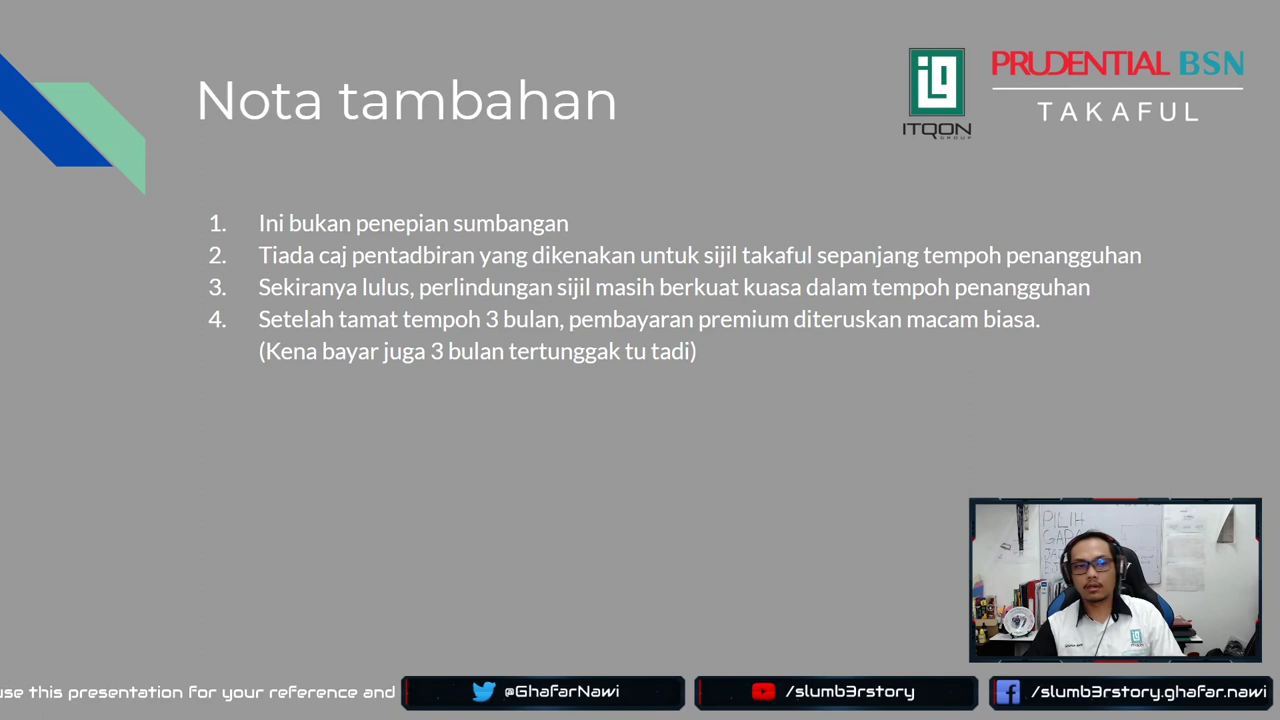 Nota tambahan
ITQON
GROUP
PRUDENTIAL BSN
TAKAFUL
1. Ini bukan penepian sumbangan
2. Tiada caj pentadbiran yang dikenakan untuk sijil takaful sepanjang tempoh penangguhan
3. Sekiranya lulus, perlindungan sijil masih berkuat kuasa dalam tempoh penangguhan
4. Setelah tamat tempoh 3 bulan, pembayaran premium diteruskan macam biasa.
(Kena bayar juga 3 bulan tertunggak tu tadi)
PILIH
ITQON
use this presentation for your reference and
@GhafarNawi
/slumb3rstory
/slumb3rstory.ghafar.nawi